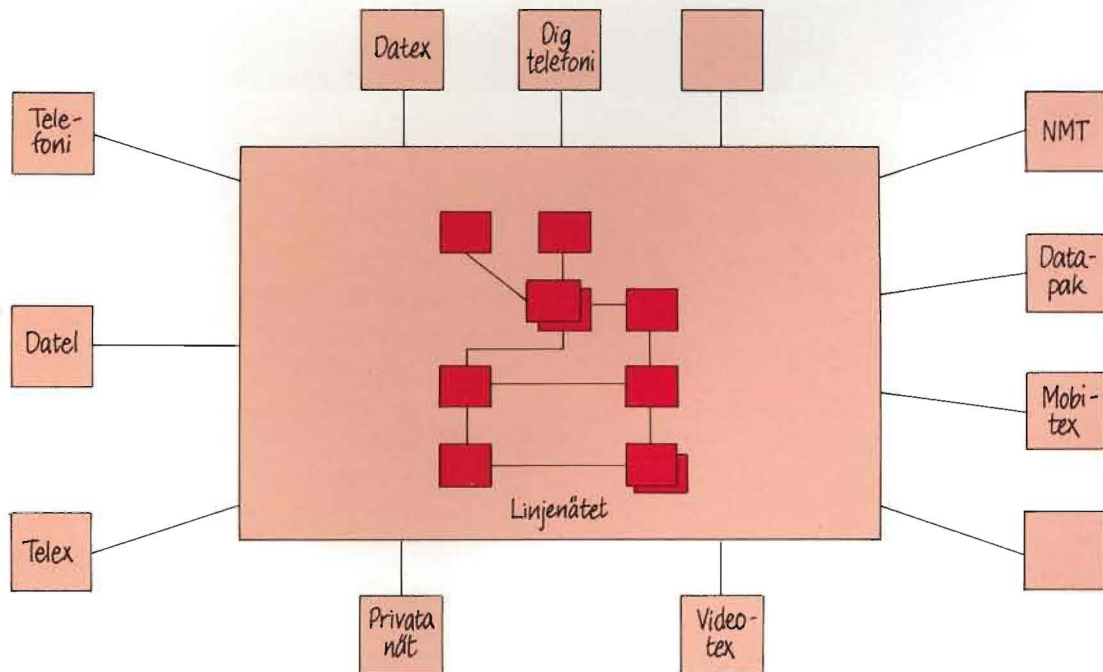 Datex
Dig
telefoni
Tele-
foni
NMT
Data-
pak
Datel
Mobi-
tex
Linjenätet
Telex
Privata
nät
Video-
tex